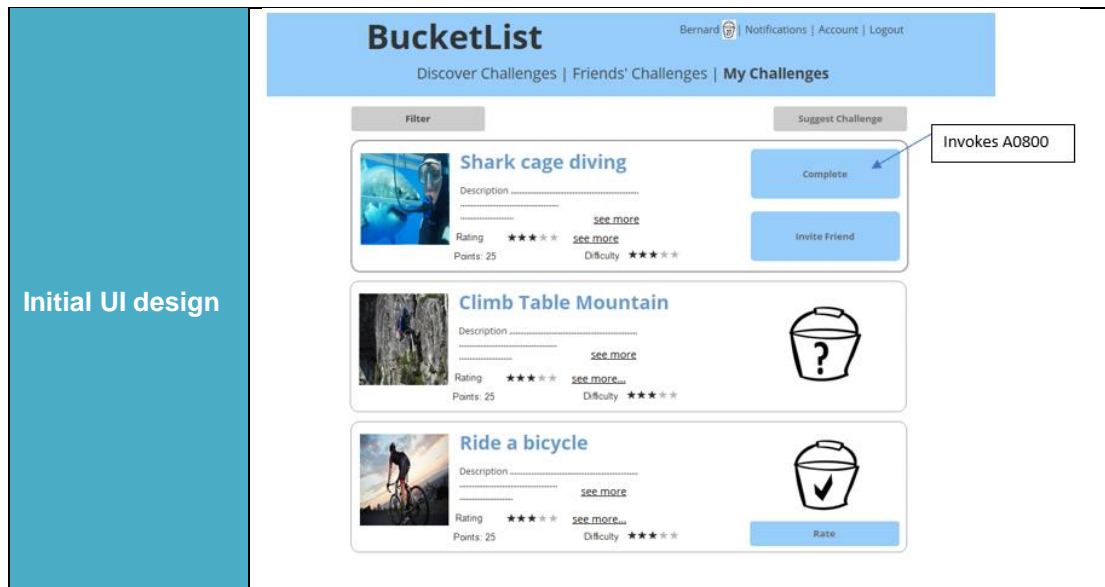 Initial UI design
BucketList
Bernard | Notifications | Account | Logout
Discover Challenges | Friends' Challenges | My Challenges
Filter
Suggest Challenge
Invokes A0800
Shark cage diving
Description
see more
Rating ★★★★★ see more
Points: 25 Difficulty ★★★★★
Complete
Invite Friend
Climb Table Mountain
Description
see more
Rating ★★★★★ see more...
Points: 25 Difficulty ★★★★★
?
Ride a bicycle
Description
see more
Rating ★★★★★ see more...
Points: 25 Difficulty ★★★★★
Rate